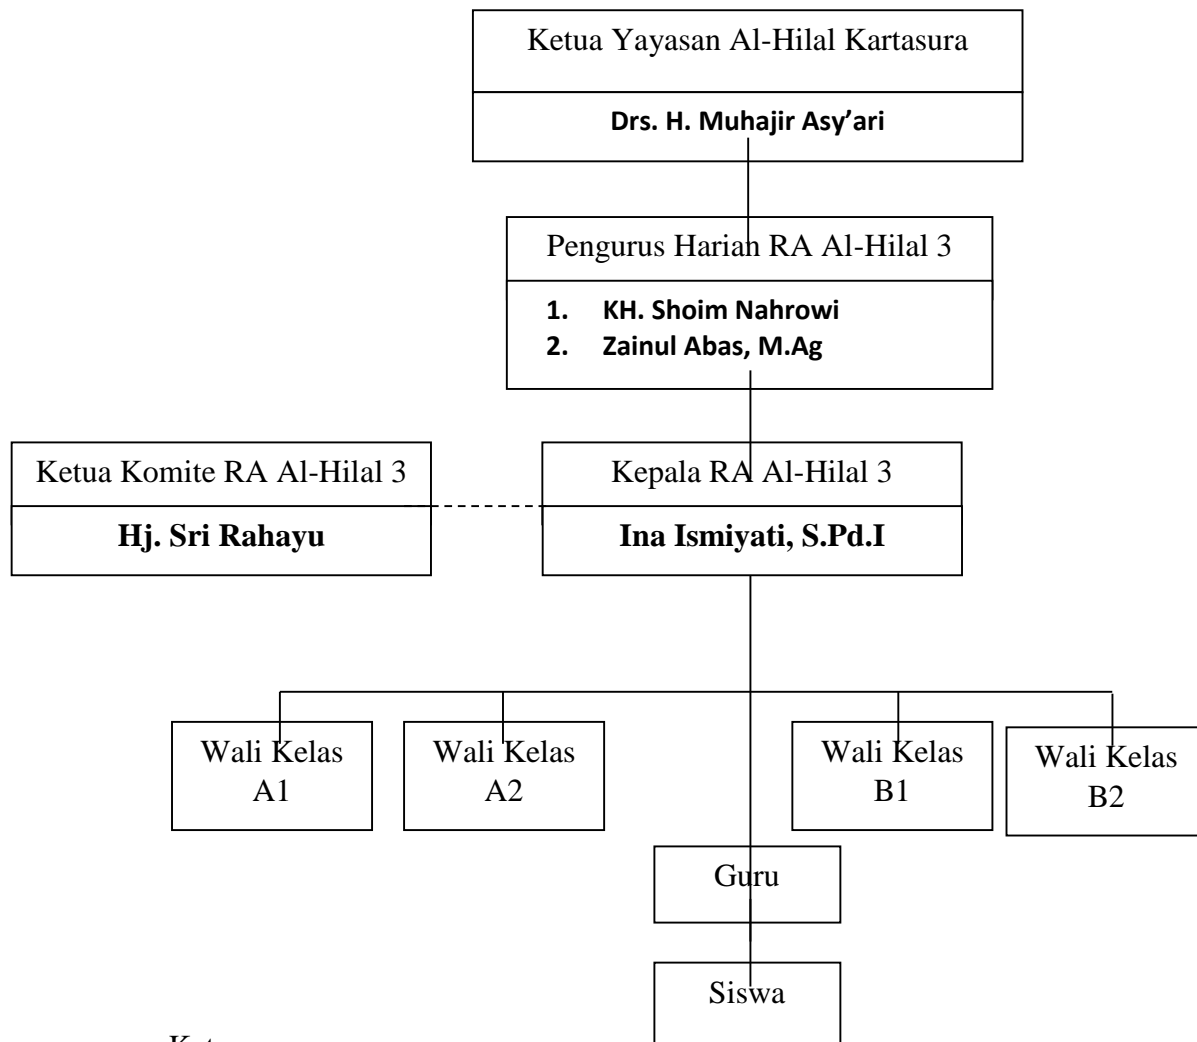 Ketua Yayasan Al-Hilal Kartasura
Drs. H. Muhajir Asy’ari
Pengurus Harian RA Al-Hilal 3
1. KH. Shoim Nahrowi
2. Zainul Abas, M.Ag
Ketua Komite RA Al-Hilal 3
Hj. Sri Rahayu
Kepala RA Al-Hilal 3
Ina Ismiyati, S.Pd.I
Wali Kelas
A1
Wali Kelas
A2
Wali Kelas
B1
Wali Kelas
B2
Guru
Siswa